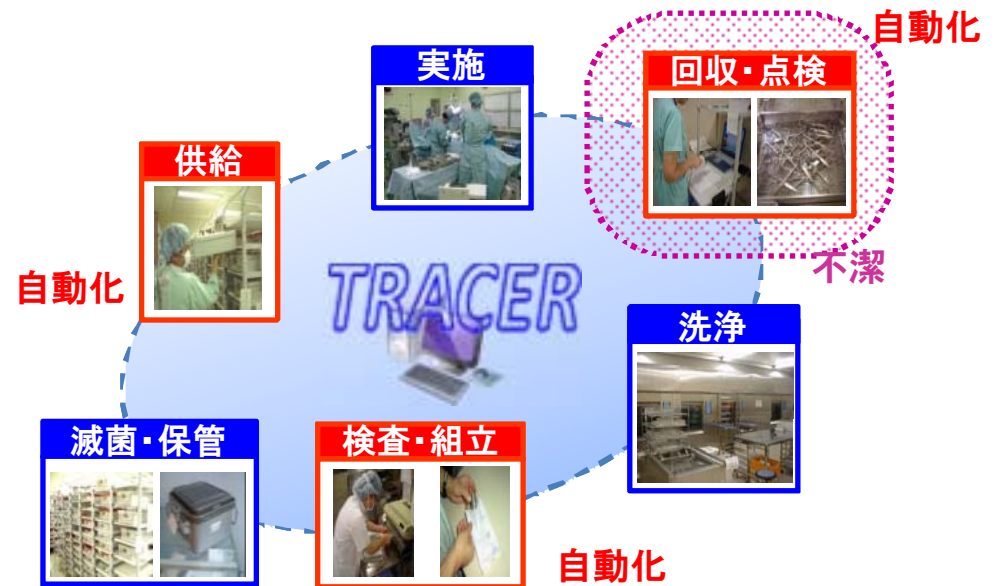 自動化
実施
回収・点検
供給
不潔
自動化
TRACER
洗浄
滅菌・保管
検査・組立
自動化